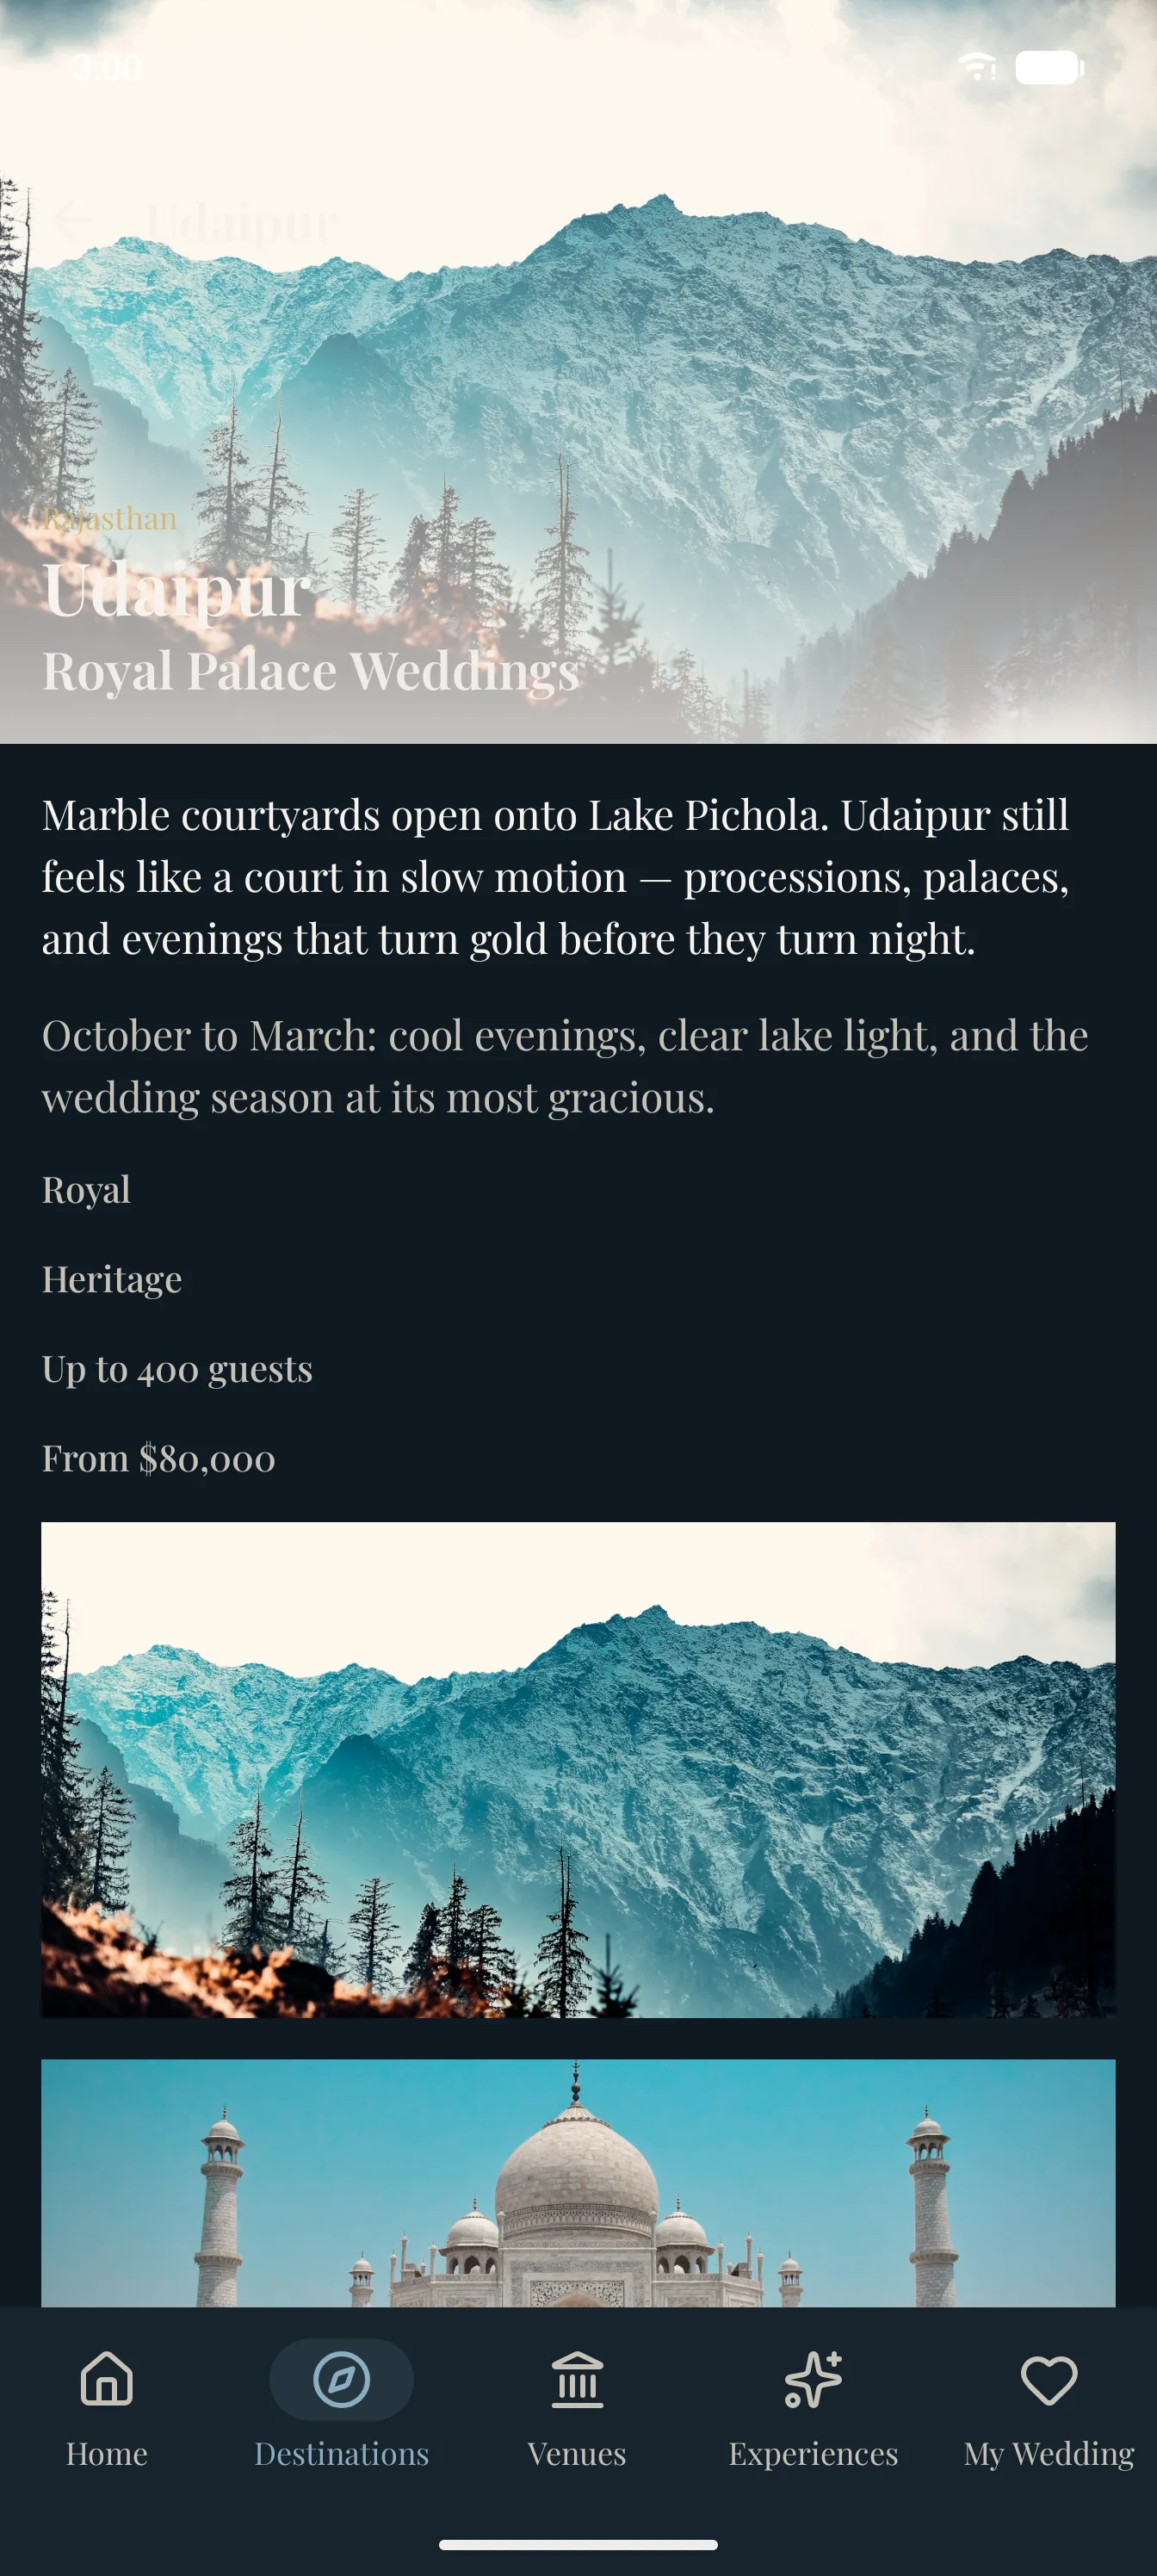 3:00
Udaipur
Rajasthan
Udaipur
Royal Palace Weddings
Marble courtyards open onto Lake Pichola. Udaipur still
feels like a court in slow motion — processions, palaces,
and evenings that turn gold before they turn night.
October to March: cool evenings, clear lake light, and the
wedding season at its most gracious.
Royal
Heritage
Up to 400 guests
From $80,000
Home
Destinations
Venues
Experiences
My Wedding